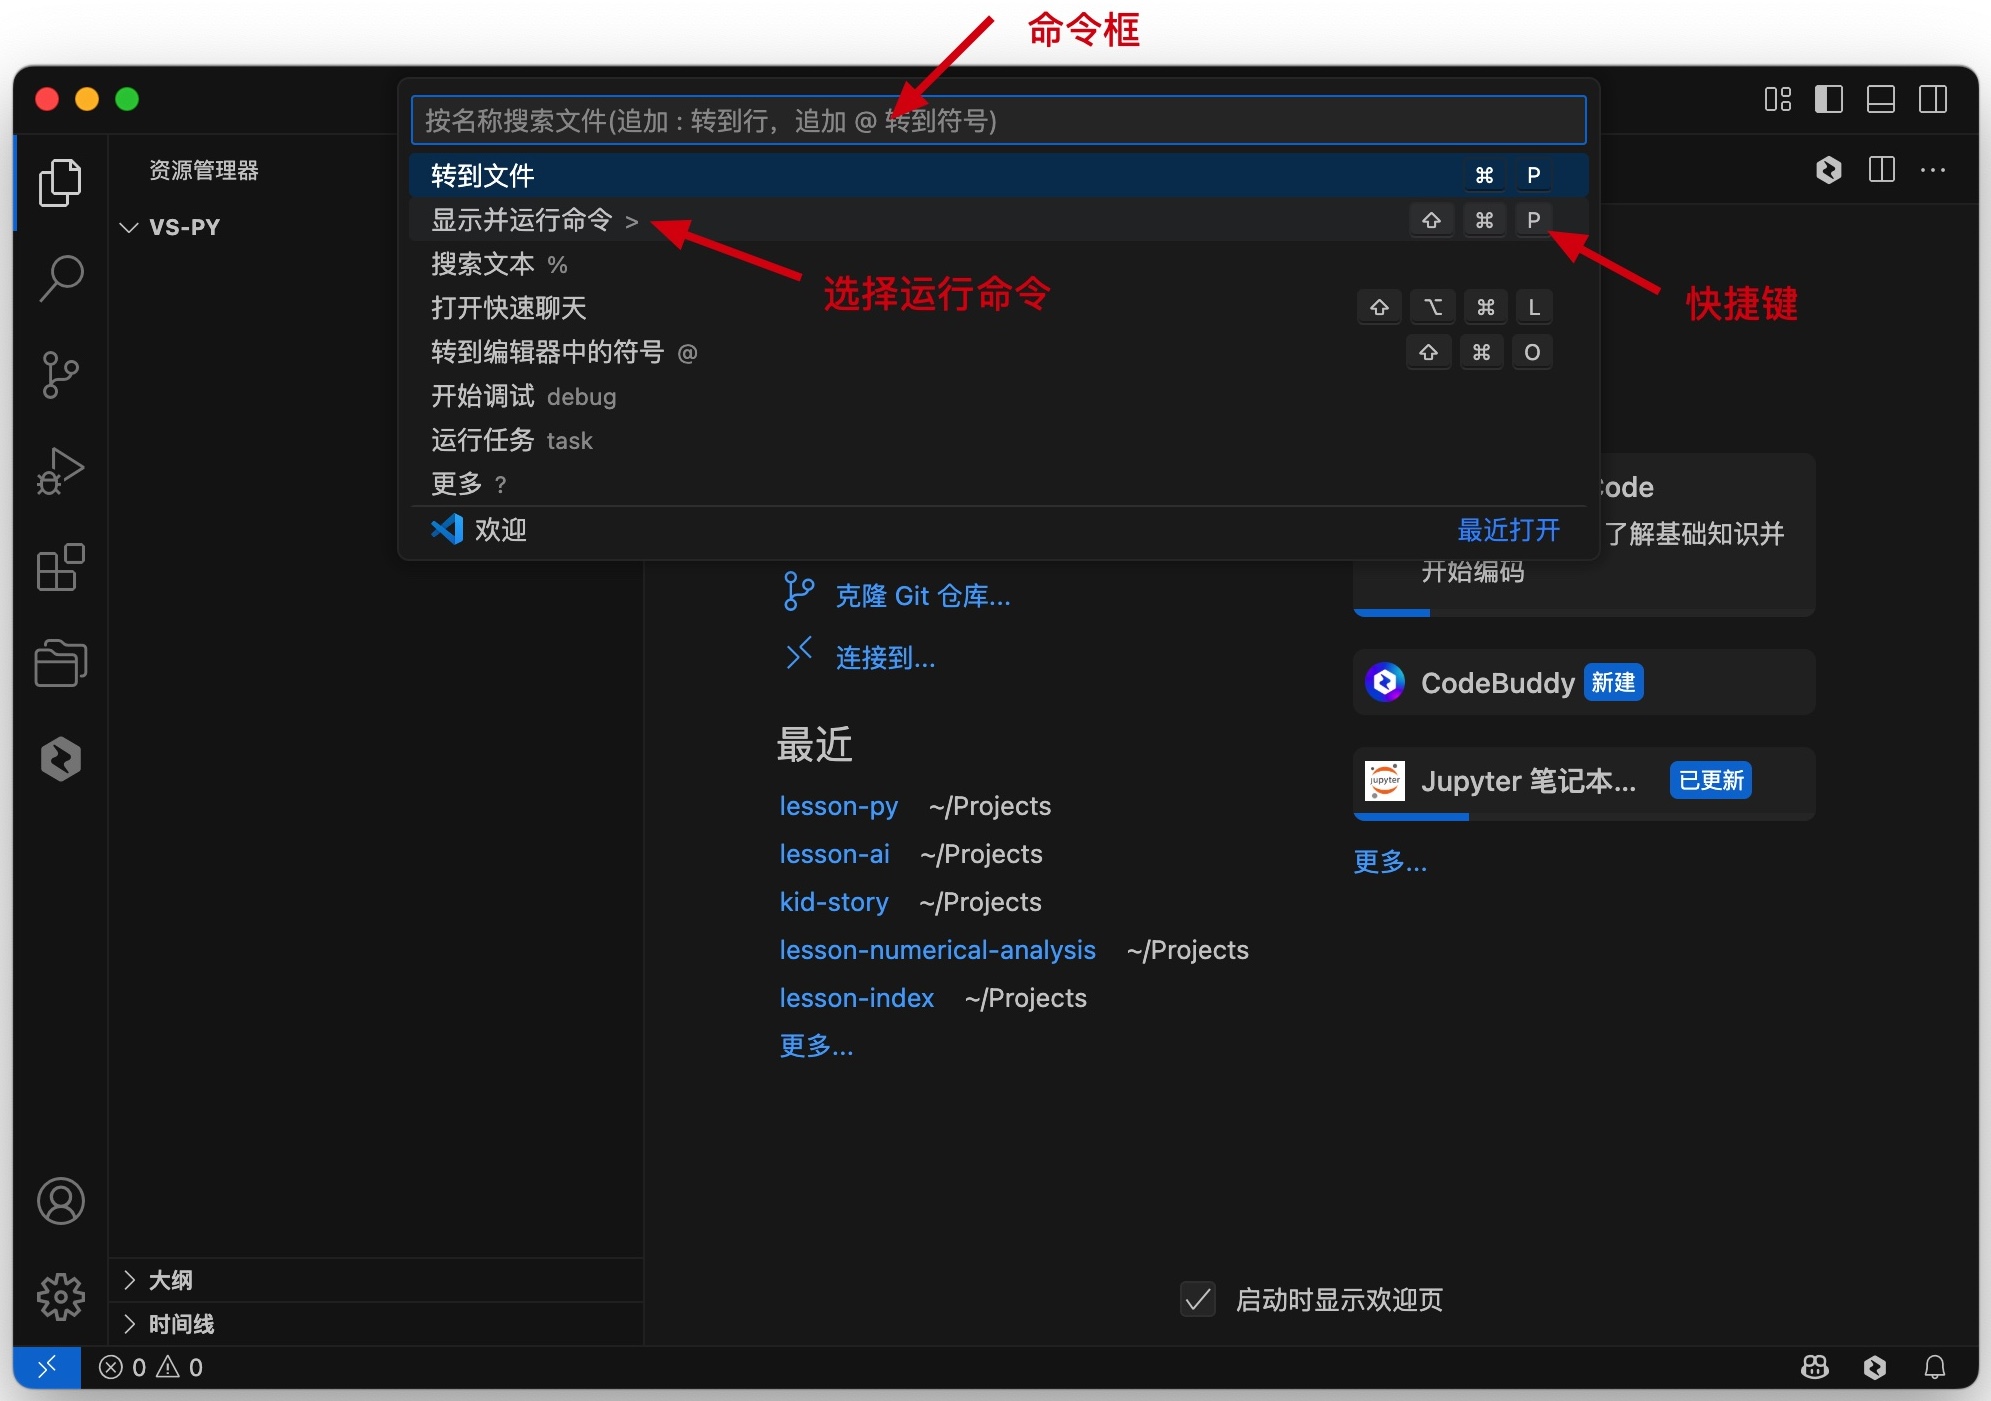 命令框
按名称搜索文件(追加 : 转到行，追加 @ 转到符号)
转到文件 ⌘ P
显示并运行命令 > ⇧ ⌘ P
选择运行命令
快捷键
搜索文本 %
打开快速聊天 ⇧ ⌥ ⌘ L
转到编辑器中的符号 @ ⇧ ⌘ O
开始调试 debug
运行任务 task
更多 ?
欢迎 最近打开
资源管理器
VS-PY
克隆 Git 仓库...
连接到...
最近
lesson-py ~/Projects
lesson-ai ~/Projects
kid-story ~/Projects
lesson-numerical-analysis ~/Projects
lesson-index ~/Projects
更多...
Code
了解基础知识并
开始编码
CodeBuddy 新建
jupyter Jupyter 笔记本... 已更新
更多...
大纲
时间线
启动时显示欢迎页
0 0